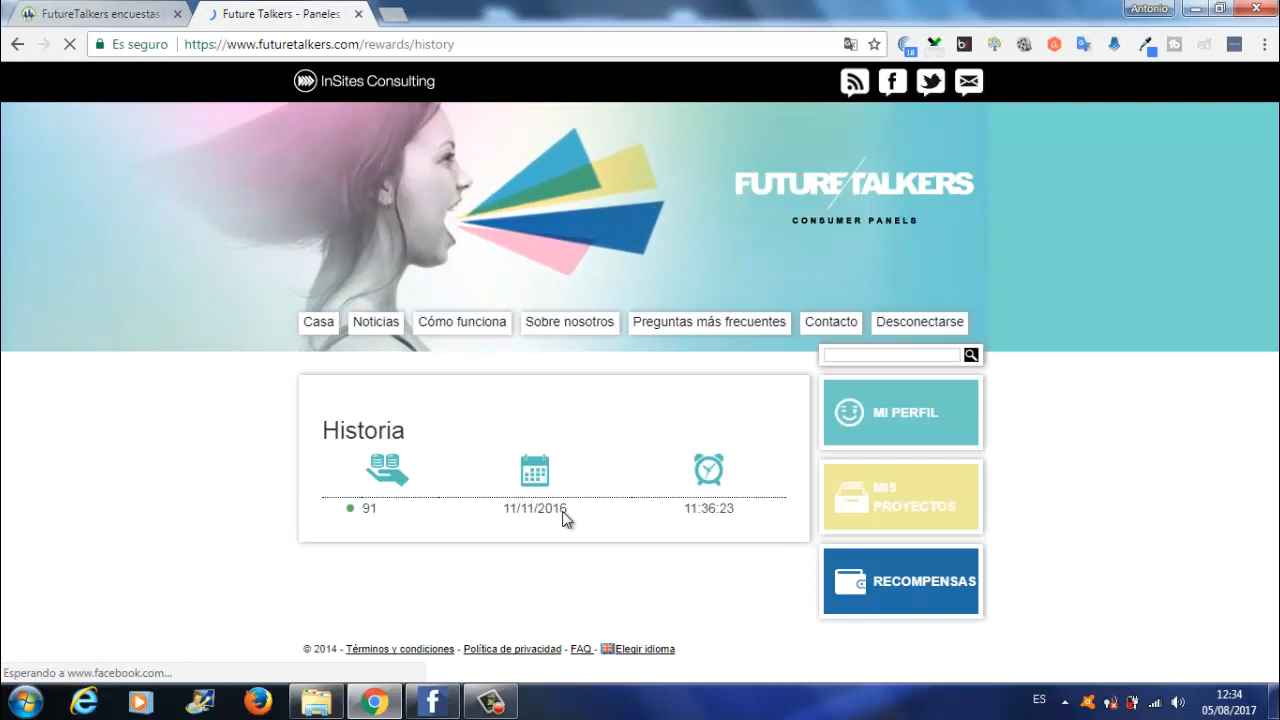 FutureTalkers encuestas p
Future Talkers - Paneles
Antonio
Es seguro
https://www.futuretalkers.com/rewards/history
18
InSites Consulting
FUTURE TALKERS
CONSUMER PANELS
Casa
Noticias
Cómo funciona
Sobre nosotros
Preguntas más frecuentes
Contacto
Desconectarse
MI PERFIL
Historia
91
11/11/2016
11:36:23
MIS
PROYECTOS
RECOMPENSAS
© 2014 - Términos y condiciones - Política de privacidad - FAQ - Elegir idioma
Esperando a www.facebook.com...
ES
12:34
05/08/2017